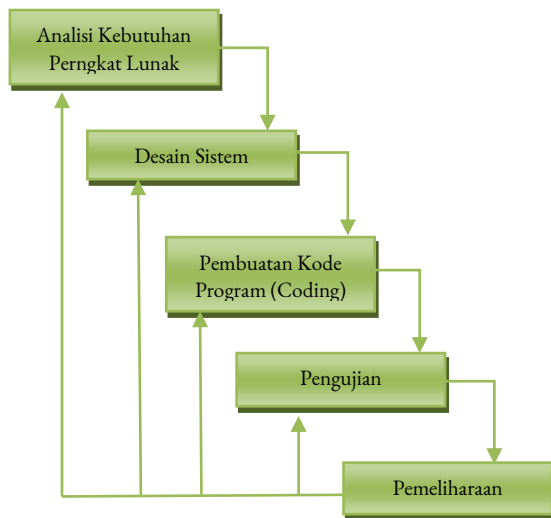 Analisi Kebutuhan
Perngkat Lunak
Desain Sistem
Pembuatan Kode
Program (Coding)
Pengujian
Pemeliharaan